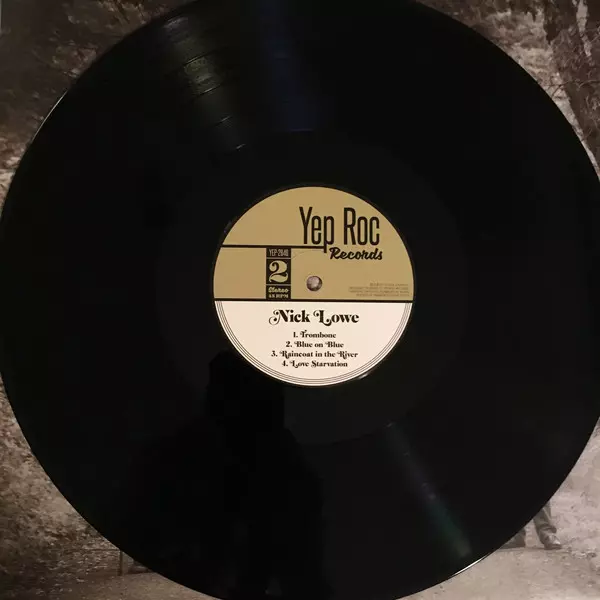 Yep Roc
Records
YEP-2646
2
Stereo
45 RPM
Nick Lowe
1. Trombone
2. Blue on Blue
3. Raincoat in the River
4. Love Starvation